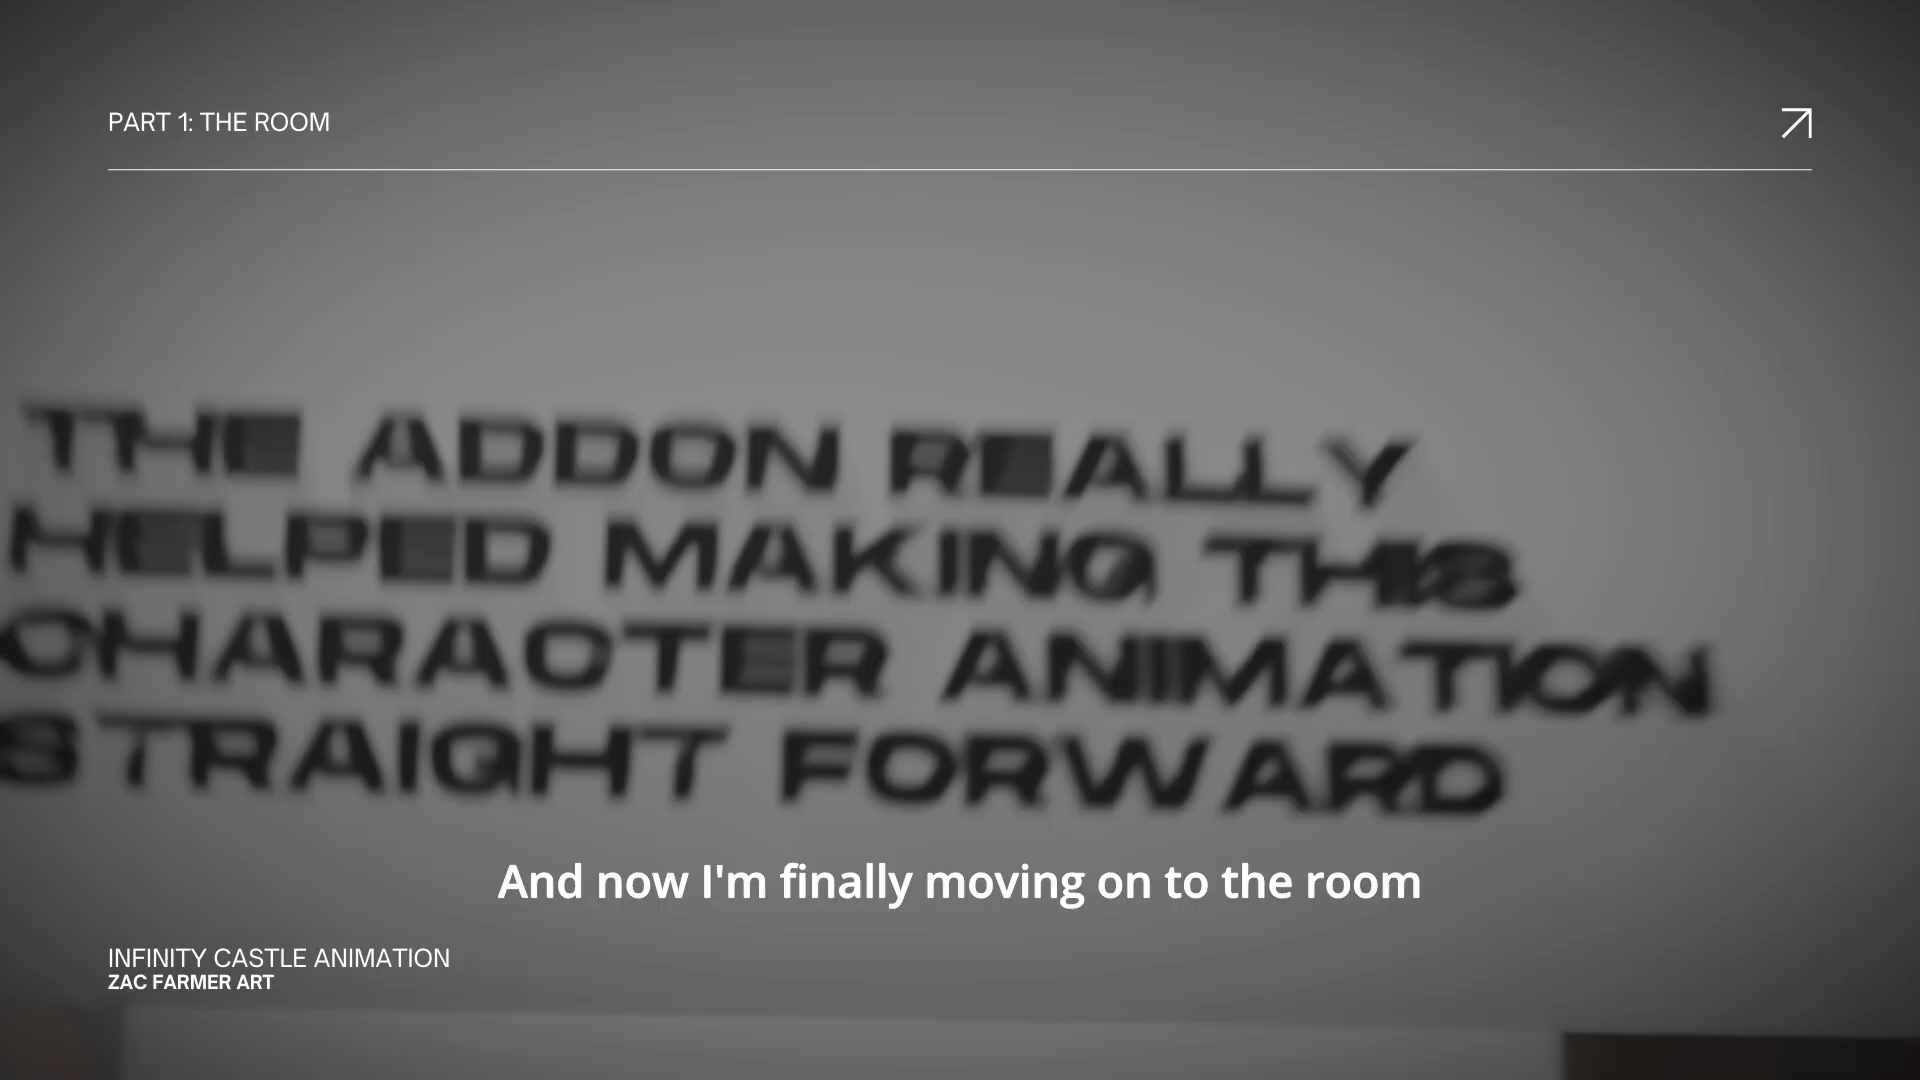 PART 1: THE ROOM
THE ADDON REALLY
HELPED MAKING THIS
CHARACTER ANIMATION
STRAIGHT FORWARD
And now I'm finally moving on to the room
INFINITY CASTLE ANIMATION
ZAC FARMER ART